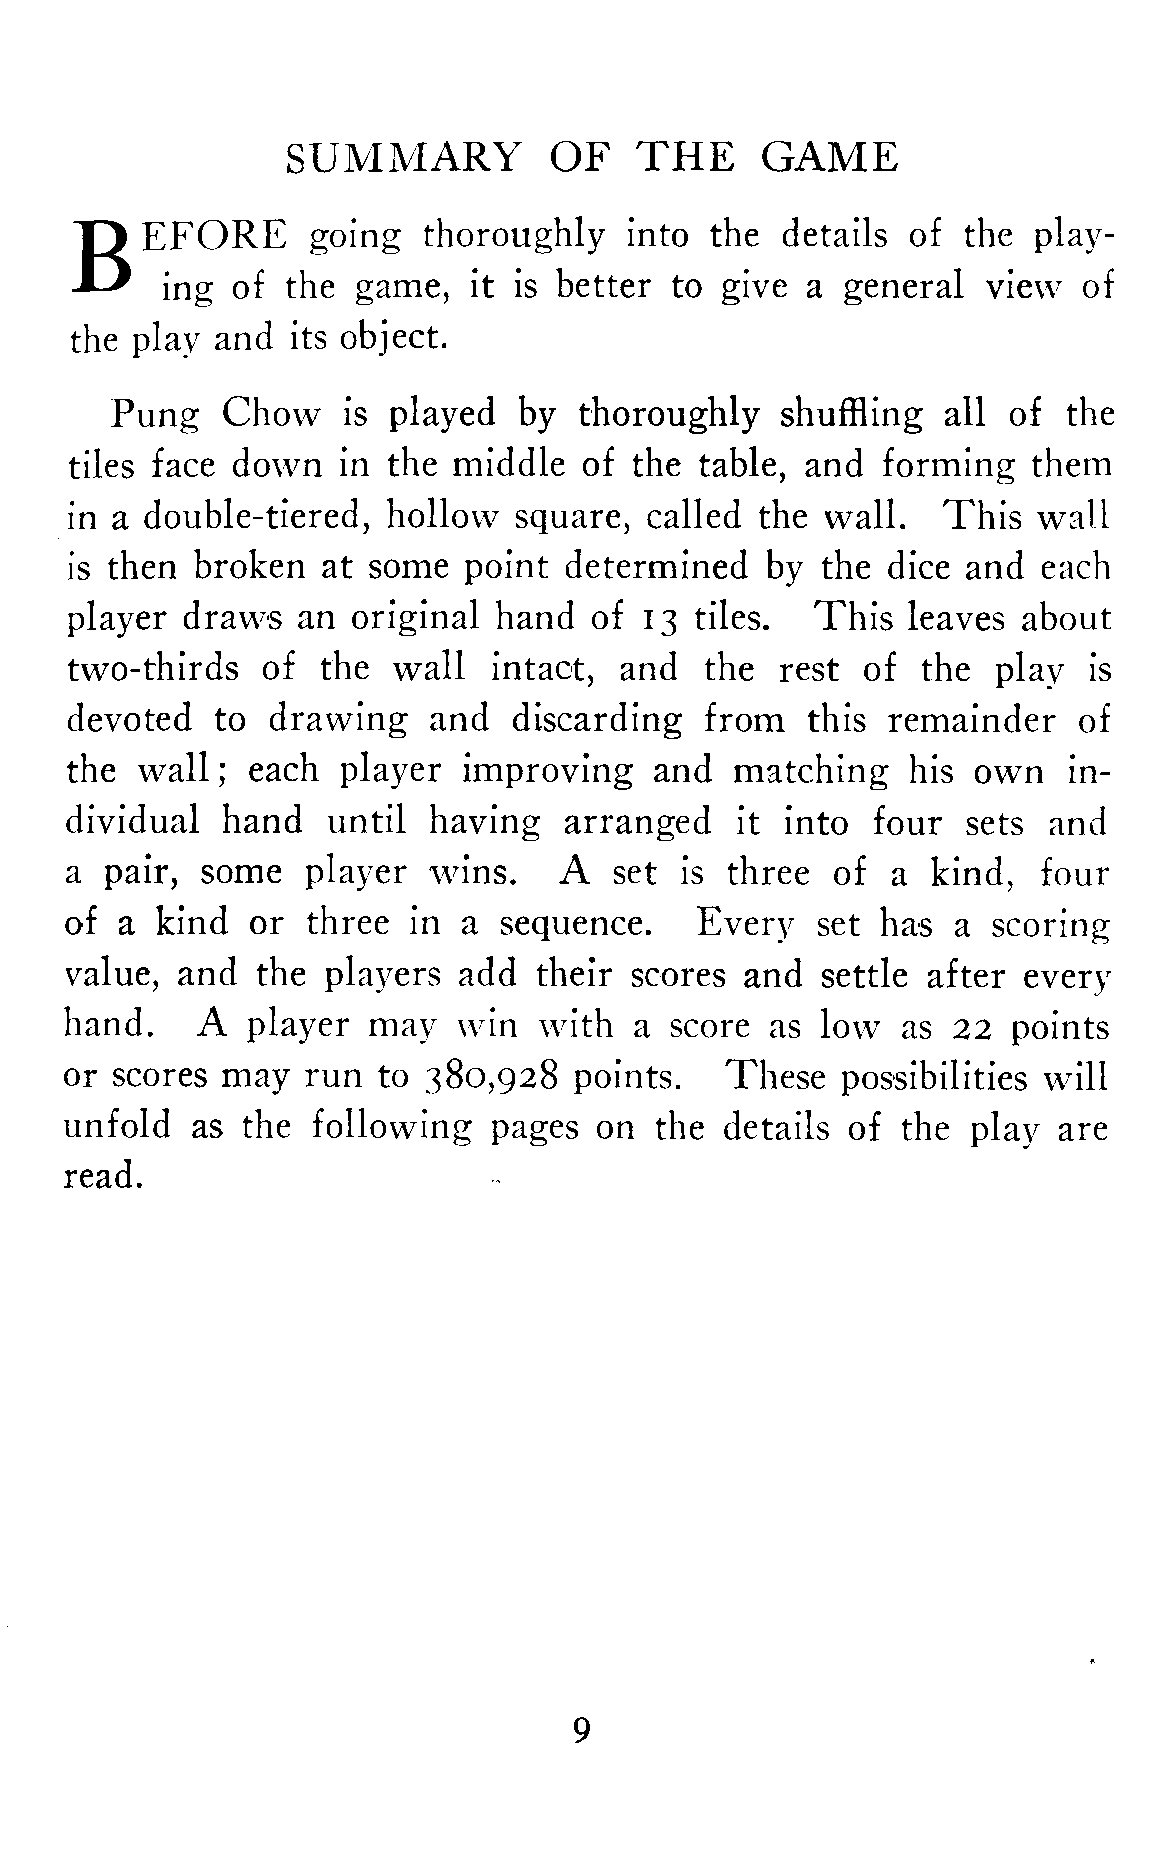 SUMMARY OF THE GAME
BEFORE going thoroughly into the details of the play-
ing of the game, it is better to give a general view of
the play and its object.
Pung Chow is played by thoroughly shuffling all of the
tiles face down in the middle of the table, and forming them
in a double-tiered, hollow square, called the wall. This wall
is then broken at some point determined by the dice and each
player draws an original hand of 13 tiles. This leaves about
two-thirds of the wall intact, and the rest of the play is
devoted to drawing and discarding from this remainder of
the wall; each player improving and matching his own in-
dividual hand until having arranged it into four sets and
a pair, some player wins. A set is three of a kind, four
of a kind or three in a sequence. Every set has a scoring
value, and the players add their scores and settle after every
hand. A player may win with a score as low as 22 points
or scores may run to 380,928 points. These possibilities will
unfold as the following pages on the details of the play are
read.
9